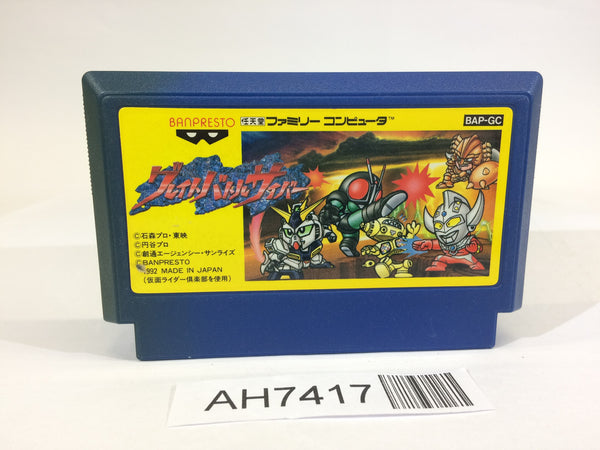 BANPRESTO
任天堂 ファミリー コンピュータ™
BAP-GC
グレイトバトルサイバー
©石森プロ・東映
©円谷プロ
©創通エージェンシー・サンライズ
©BANPRESTO
1992 MADE IN JAPAN
(仮面ライダー倶楽部を使用)
AH7417